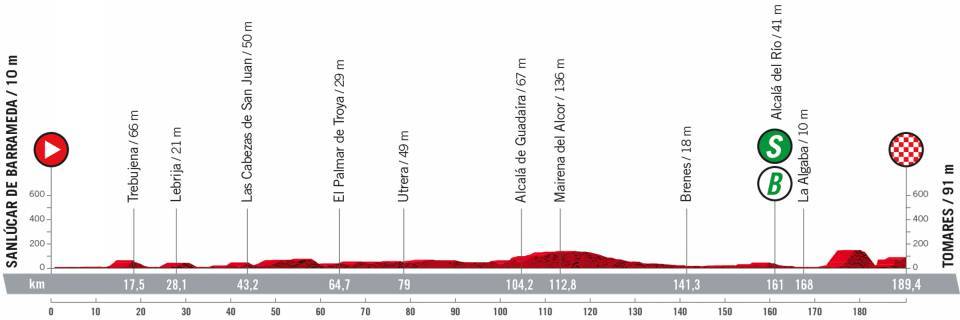 SANLÚCAR DE BARRAMEDA / 10 m
Trebujena / 66 m
Lebrija / 21 m
Las Cabezas de San Juan / 50 m
El Palmar de Troya / 29 m
Utrera / 49 m
Alcalá de Guadaira / 67 m
Mairena del Alcor / 136 m
Brenes / 18 m
Alcalá del Río / 41 m
S
B
La Algaba / 10 m
TOMARES / 91 m
600
400
200
0
600
400
200
0
km 17,5 28,1 43,2 64,7 79 104,2 112,8 141,3 161 168 189,4
0 10 20 30 40 50 60 70 80 90 100 110 120 130 140 150 160 170 180